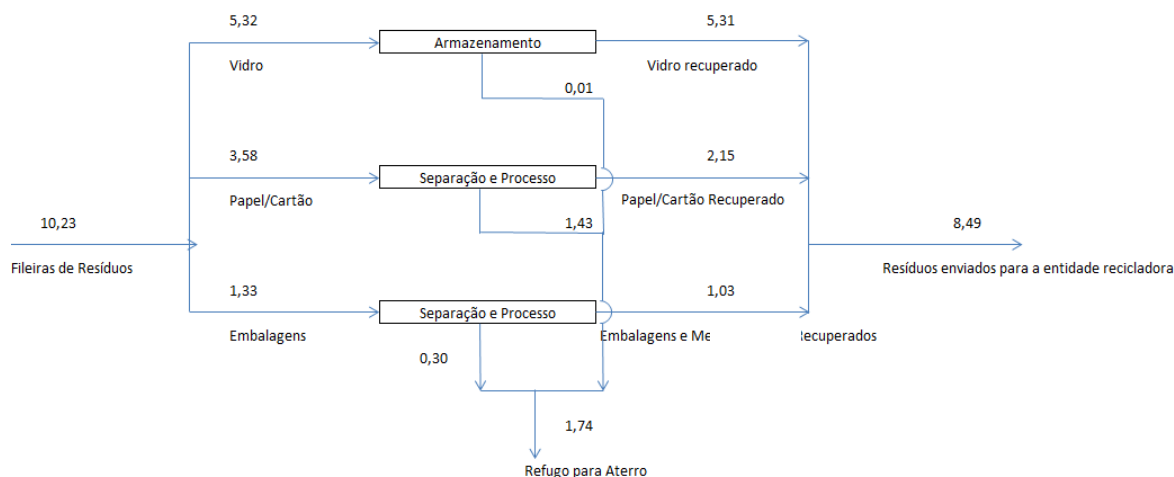 5,32
5,31
Armazenamento
Vidro
Vidro recuperado
0,01
3,58
2,15
Separação e Processo
Papel/Cartão
Papel/Cartão Recuperado
10,23
1,43
8,49
Fileiras de Resíduos
Resíduos enviados para a entidade recicladora
1,33
1,03
Separação e Processo
Embalagens
Embalagens e Me
Recuperados
0,30
1,74
Refugo para Aterro